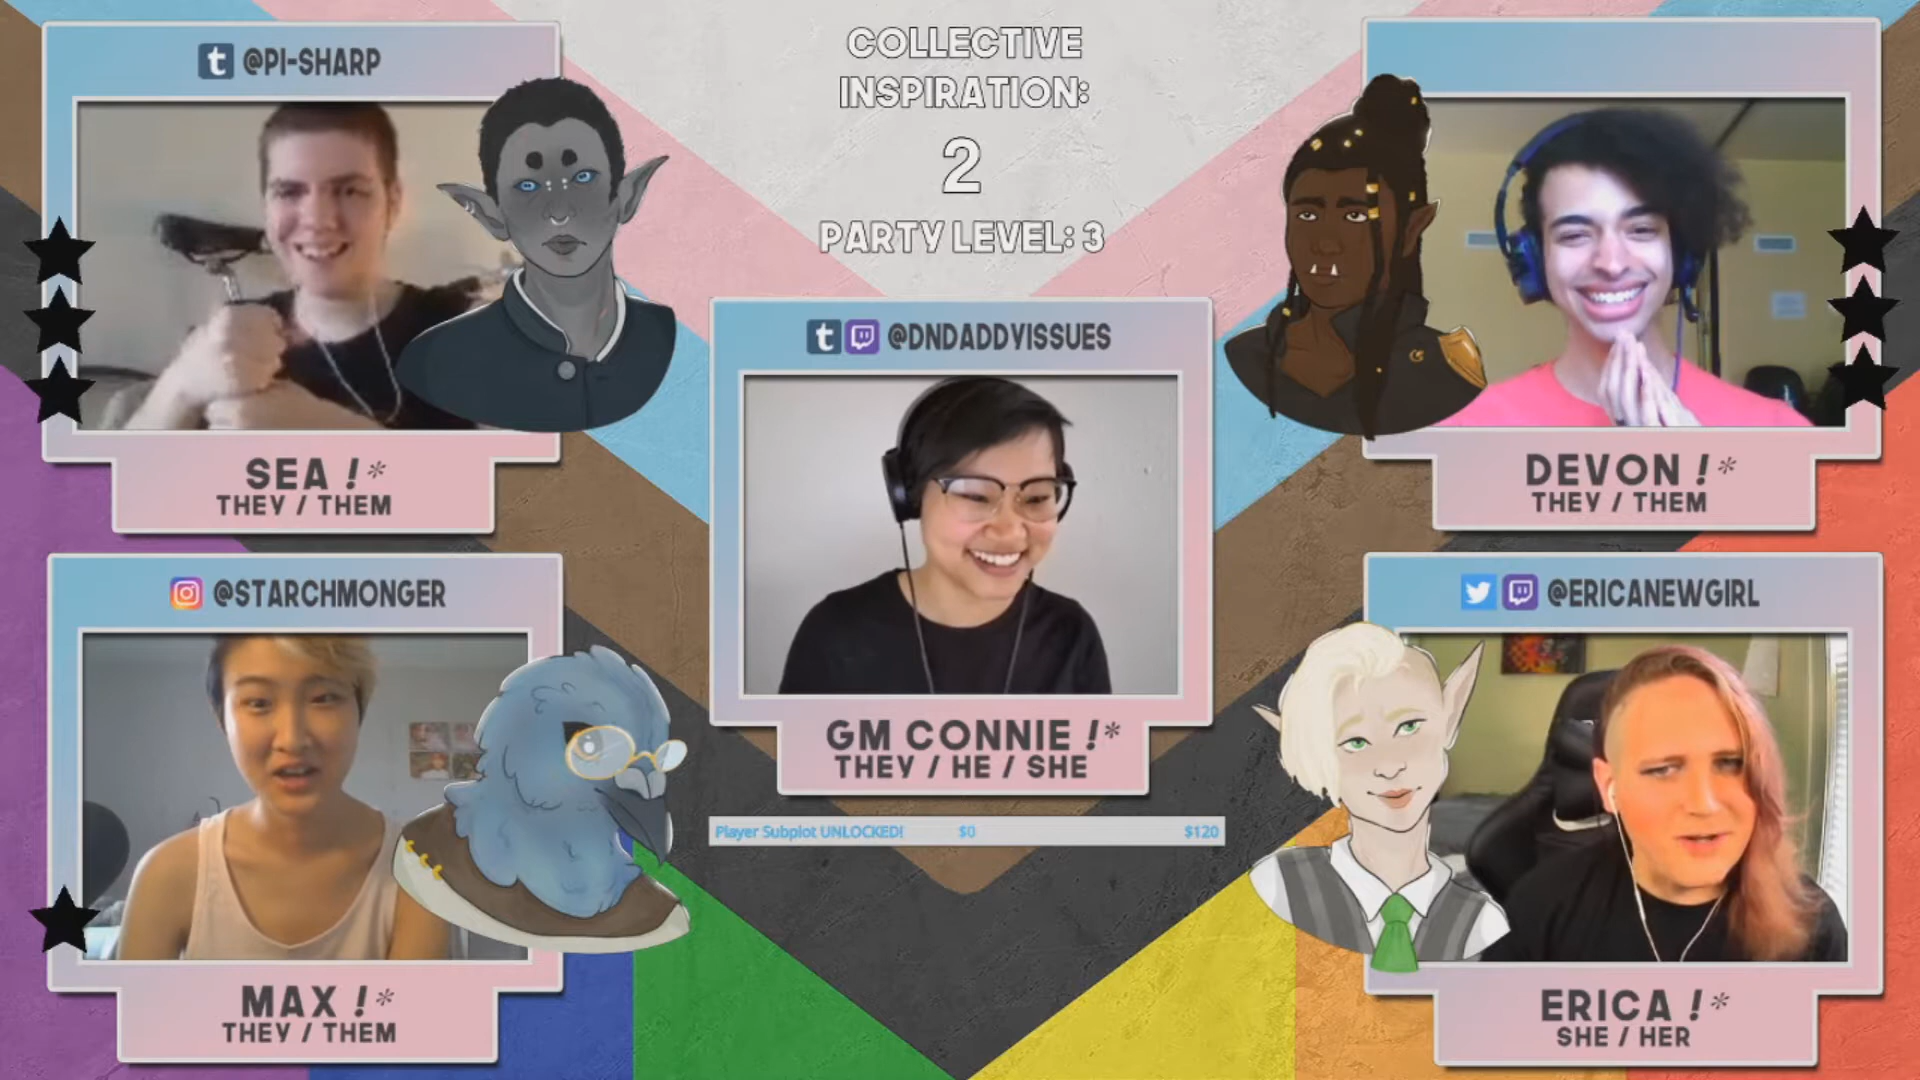 @PI-SHARP
SEA !*
THEY / THEM
COLLECTIVE
INSPIRATION:
2
PARTY LEVEL: 3
DEVON !*
THEY / THEM
@DNDADDYISSUES
GM CONNIE !*
THEY / HE / SHE
Player Subplot UNLOCKED! $0 $120
@STARCHMONGER
MAX !*
THEY / THEM
@ERICANEWGIRL
ERICA !*
SHE / HER